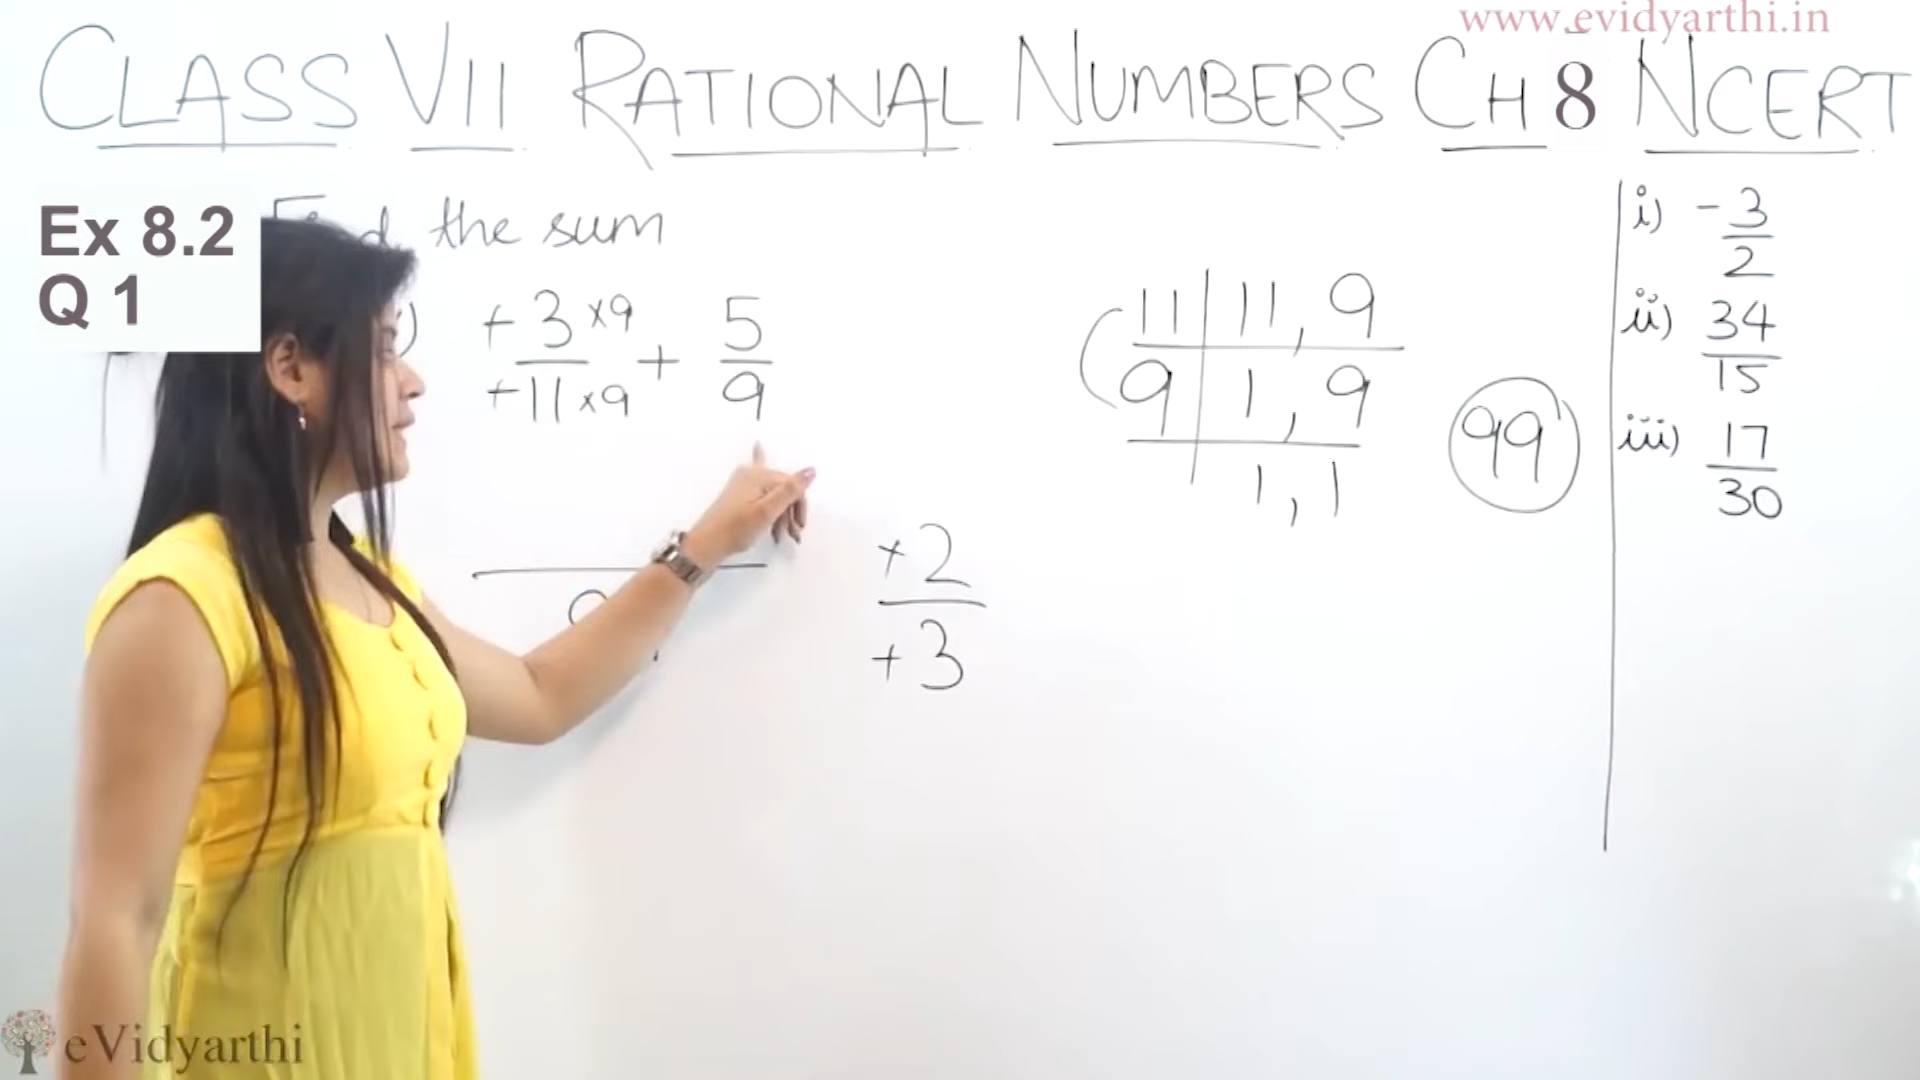 www.evidyarthi.in
CLASS VII RATIONAL NUMBERS CH 8 NCERT
Ex 8.2
Q 1
the sum
+3 ×9 + 5
+11 ×9 9
+2
+3
11 | 11, 9
9 | 1, 9
1, 1
99
i) -3
2
ii) 34
15
iii) 17
30
eVidyarthi